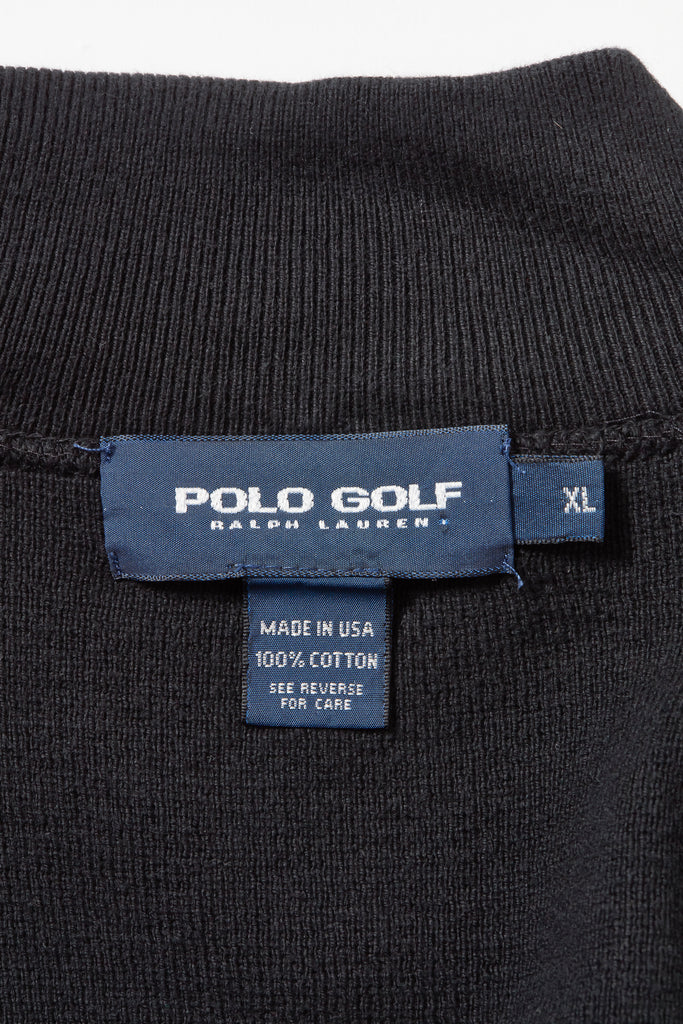 POLO GOLF
RALPH LAUREN
XL
MADE IN USA
100% COTTON
SEE REVERSE
FOR CARE